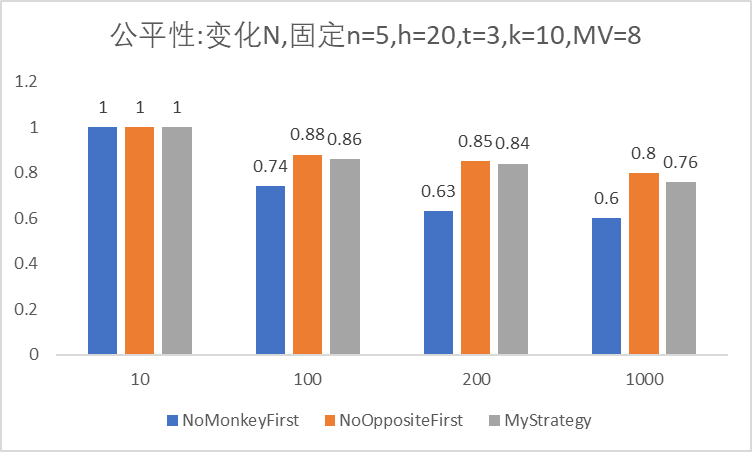 公平性:变化N,固定n=5,h=20,t=3,k=10,MV=8
1.2
1
0.8
0.6
0.4
0.2
0
1 1 1
0.74 0.88 0.86
0.63 0.85 0.84
0.6 0.8 0.76
10 100 200 1000
NoMonkeyFirst NoOppositeFirst MyStrategy